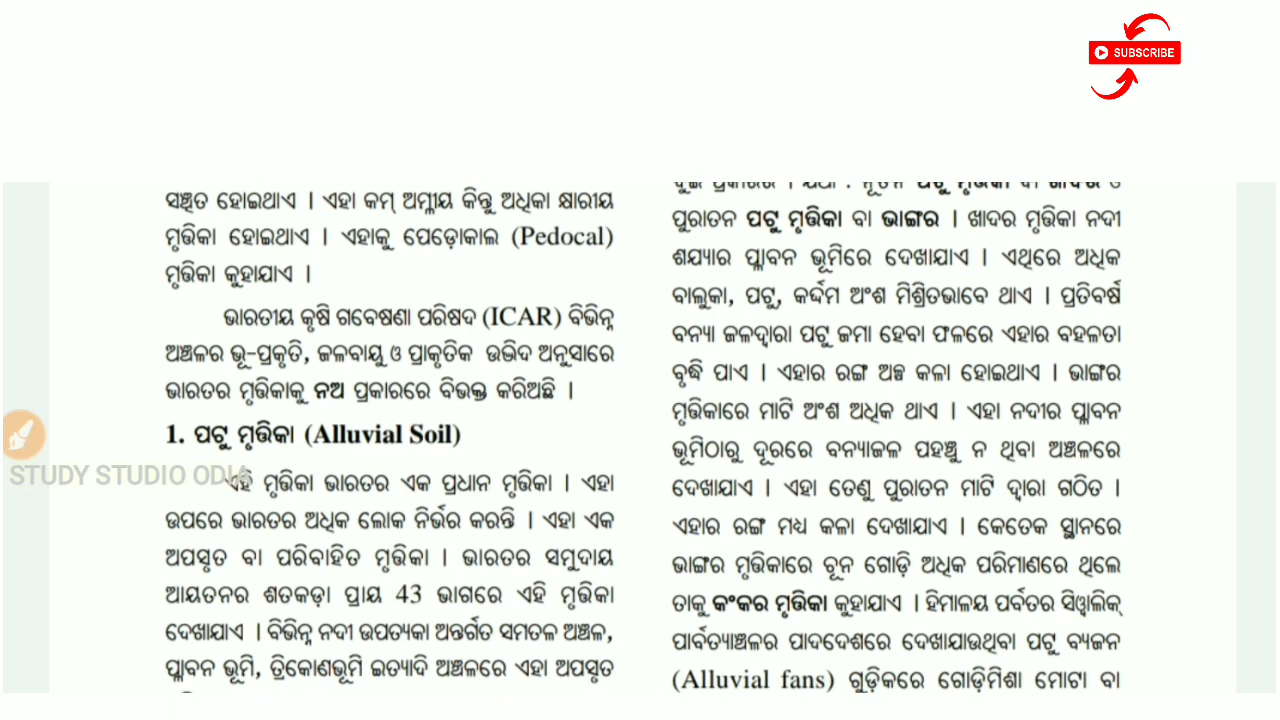 SUBSCRIBE
ସଞ୍ଚିତ ହୋଇଥାଏ । ଏହା କମ୍ ଅମ୍ଳୀୟ କିନ୍ତୁ ଅଧିକା କ୍ଷାରୀୟ
ମୃତ୍ତିକା ହୋଇଥାଏ । ଏହାକୁ ପେଡ଼ୋକାଲ (Pedocal)
ମୃତ୍ତିକା କୁହାଯାଏ ।
ଭାରତୀୟ କୃଷି ଗବେଷଣା ପରିଷଦ (ICAR) ବିଭିନ୍ନ
ଅଞ୍ଚଳର ଭୂ-ପ୍ରକୃତି, ଜଳବାୟୁ ଓ ପ୍ରାକୃତିକ ଉଦ୍ଭିଦ ଅନୁସାରେ
ଭାରତର ମୃତ୍ତିକାକୁ ନଅ ପ୍ରକାରରେ ବିଭକ୍ତ କରିଅଛି ।
1. ପଟୁ ମୃତ୍ତିକା (Alluvial Soil)
STUDY STUDIO ODIA
ଏହି ମୃତ୍ତିକା ଭାରତର ଏକ ପ୍ରଧାନ ମୃତ୍ତିକା । ଏହା
ଉପରେ ଭାରତର ଅଧିକ ଲୋକ ନିର୍ଭର କରନ୍ତି । ଏହା ଏକ
ଅପସୃତ ବା ପରିବାହିତ ମୃତ୍ତିକା । ଭାରତର ସମୁଦାୟ
ଆୟତନର ଶତକଡ଼ା ପ୍ରାୟ 43 ଭାଗରେ ଏହି ମୃତ୍ତିକା
ଦେଖାଯାଏ । ବିଭିନ୍ନ ନଦୀ ଉପତ୍ୟକା ଅନ୍ତର୍ଗତ ସମତଳ ଅଞ୍ଚଳ,
ପ୍ଲାବନ ଭୂମି, ତ୍ରିକୋଣଭୂମି ଇତ୍ୟାଦି ଅଞ୍ଚଳରେ ଏହା ଅପସୃତ
ଦୁଇ ପ୍ରକାରର । ଯଥା : ନୂତନ ପଟୁ ମୃତ୍ତିକା ବା ଖାଦର ଓ
ପୁରାତନ ପଟୁ ମୃତ୍ତିକା ବା ଭାଙ୍ଗର । ଖାଦର ମୃତ୍ତିକା ନଦୀ
ଶଯ୍ୟାର ପ୍ଲାବନ ଭୂମିରେ ଦେଖାଯାଏ । ଏଥିରେ ଅଧିକ
ବାଲୁକା, ପଟୁ, କର୍ଦ୍ଦମ ଅଂଶ ମିଶ୍ରିତଭାବେ ଥାଏ । ପ୍ରତିବର୍ଷ
ବନ୍ୟା ଜଳଦ୍ୱାରା ପଟୁ ଜମା ହେବା ଫଳରେ ଏହାର ବହଳତା
ବୃଦ୍ଧି ପାଏ । ଏହାର ରଙ୍ଗ ଅଳ୍ପ କଳା ହୋଇଥାଏ । ଭାଙ୍ଗର
ମୃତ୍ତିକାରେ ମାଟି ଅଂଶ ଅଧିକ ଥାଏ । ଏହା ନଦୀର ପ୍ଲାବନ
ଭୂମିଠାରୁ ଦୂରରେ ବନ୍ୟାଜଳ ପହଞ୍ଚୁ ନ ଥିବା ଅଞ୍ଚଳରେ
ଦେଖାଯାଏ । ଏହା ତେଣୁ ପୁରାତନ ମାଟି ଦ୍ୱାରା ଗଠିତ ।
ଏହାର ରଙ୍ଗ ମଧ୍ୟ କଳା ଦେଖାଯାଏ । କେତେକ ସ୍ଥାନରେ
ଭାଙ୍ଗର ମୃତ୍ତିକାରେ ଚୂନ ଗୋଡ଼ି ଅଧିକ ପରିମାଣରେ ଥିଲେ
ତାକୁ କଂକର ମୃତ୍ତିକା କୁହାଯାଏ । ହିମାଳୟ ପର୍ବତର ସିୱାଲିକ୍
ପାର୍ବତ୍ୟାଞ୍ଚଳର ପାଦଦେଶରେ ଦେଖାଯାଉଥିବା ପଟୁ ବ୍ୟଜନ
(Alluvial fans) ଗୁଡ଼ିକରେ ଗୋଡ଼ିମିଶା ମୋଟା ବା